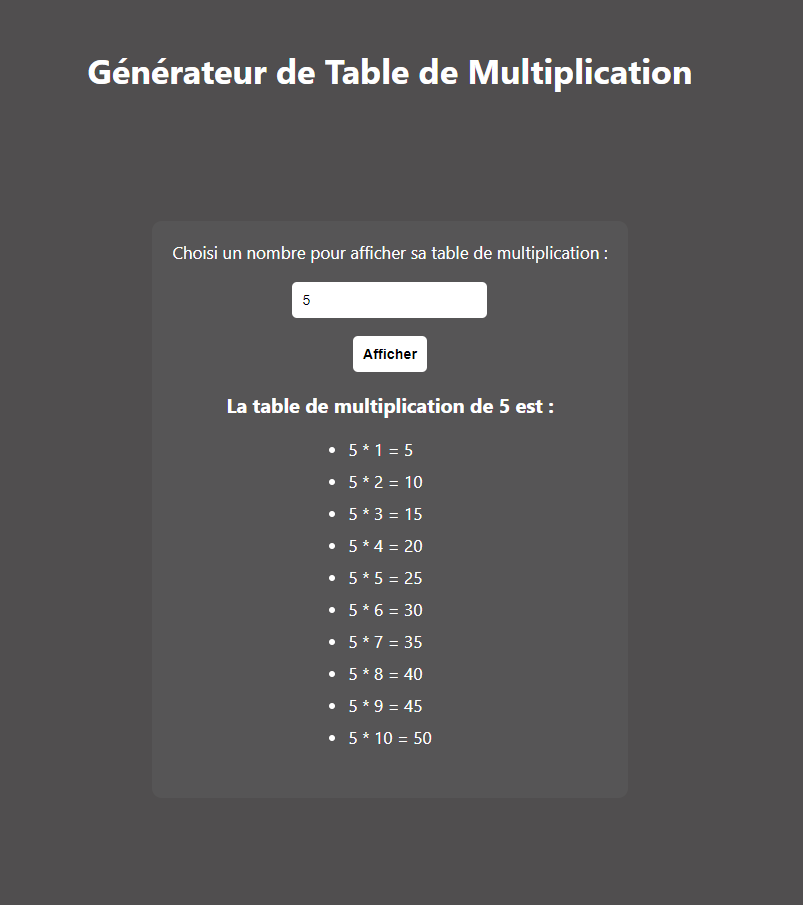 Générateur de Table de Multiplication
Choisi un nombre pour afficher sa table de multiplication :
5
Afficher
La table de multiplication de 5 est :
• 5 * 1 = 5
• 5 * 2 = 10
• 5 * 3 = 15
• 5 * 4 = 20
• 5 * 5 = 25
• 5 * 6 = 30
• 5 * 7 = 35
• 5 * 8 = 40
• 5 * 9 = 45
• 5 * 10 = 50